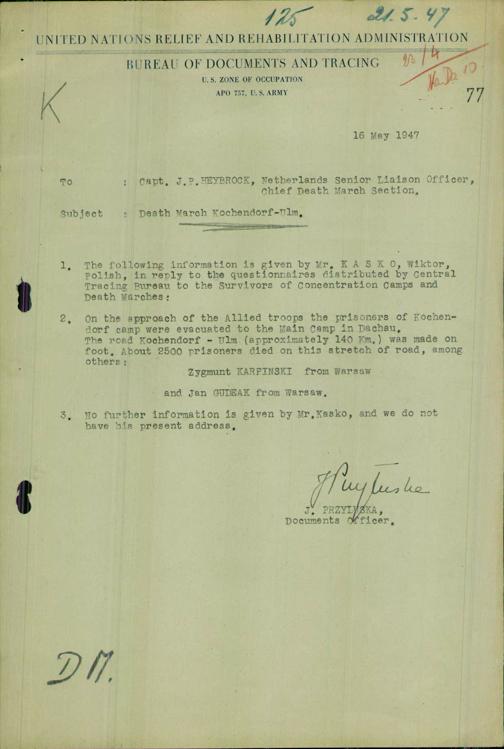 125 21.5.47
UNITED NATIONS RELIEF AND REHABILITATION ADMINISTRATION
BUREAU OF DOCUMENTS AND TRACING
U. S. ZONE OF OCCUPATION
APO 757, U. S. ARMY
K
77
16 May 1947
To : Capt. J.P.HEYBROCK, Netherlands Senior Liaison Officer,
Chief Death March Section.
Subject : Death March Kochendorf-Ulm.
1. The following information is given by Mr. K A S K O, Wiktor,
Polish, in reply to the questionnaires distributed by Central
Tracing Bureau to the Survivors of Concentration Camps and
Death Marches:
2. On the approach of the Allied troops the prisoners of Kochen-
dorf camp were evacuated to the Main Camp in Dachau.
The road Kochendorf - Ulm (approximately 140 Km.) was made on
foot. About 2500 prisoners died on this stretch of road, among
others:
Zygmunt KARPINSKI from Warsaw
and Jan GUDEAK from Warsaw.
3. No further information is given by Mr.Kasko, and we do not
have his present address.
J. PRZYLUSKA,
Documents Officer.
DM.